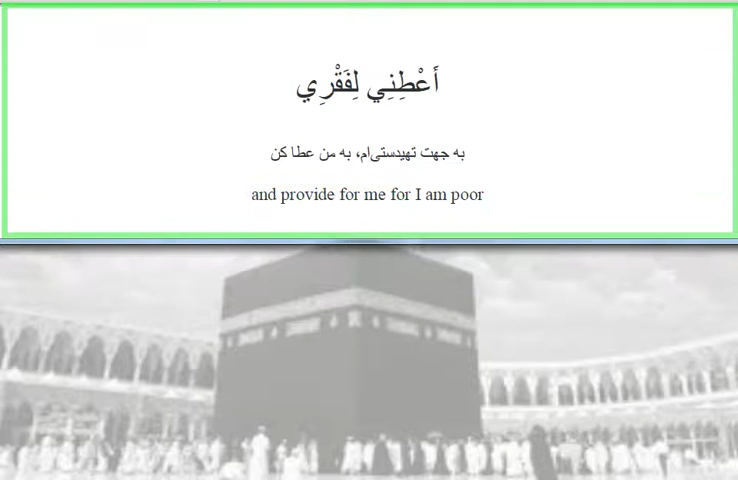 أَعْطِنِي لِفَقْرِي
به جهت تهیدستی‌ام، به من عطا کن
and provide for me for I am poor